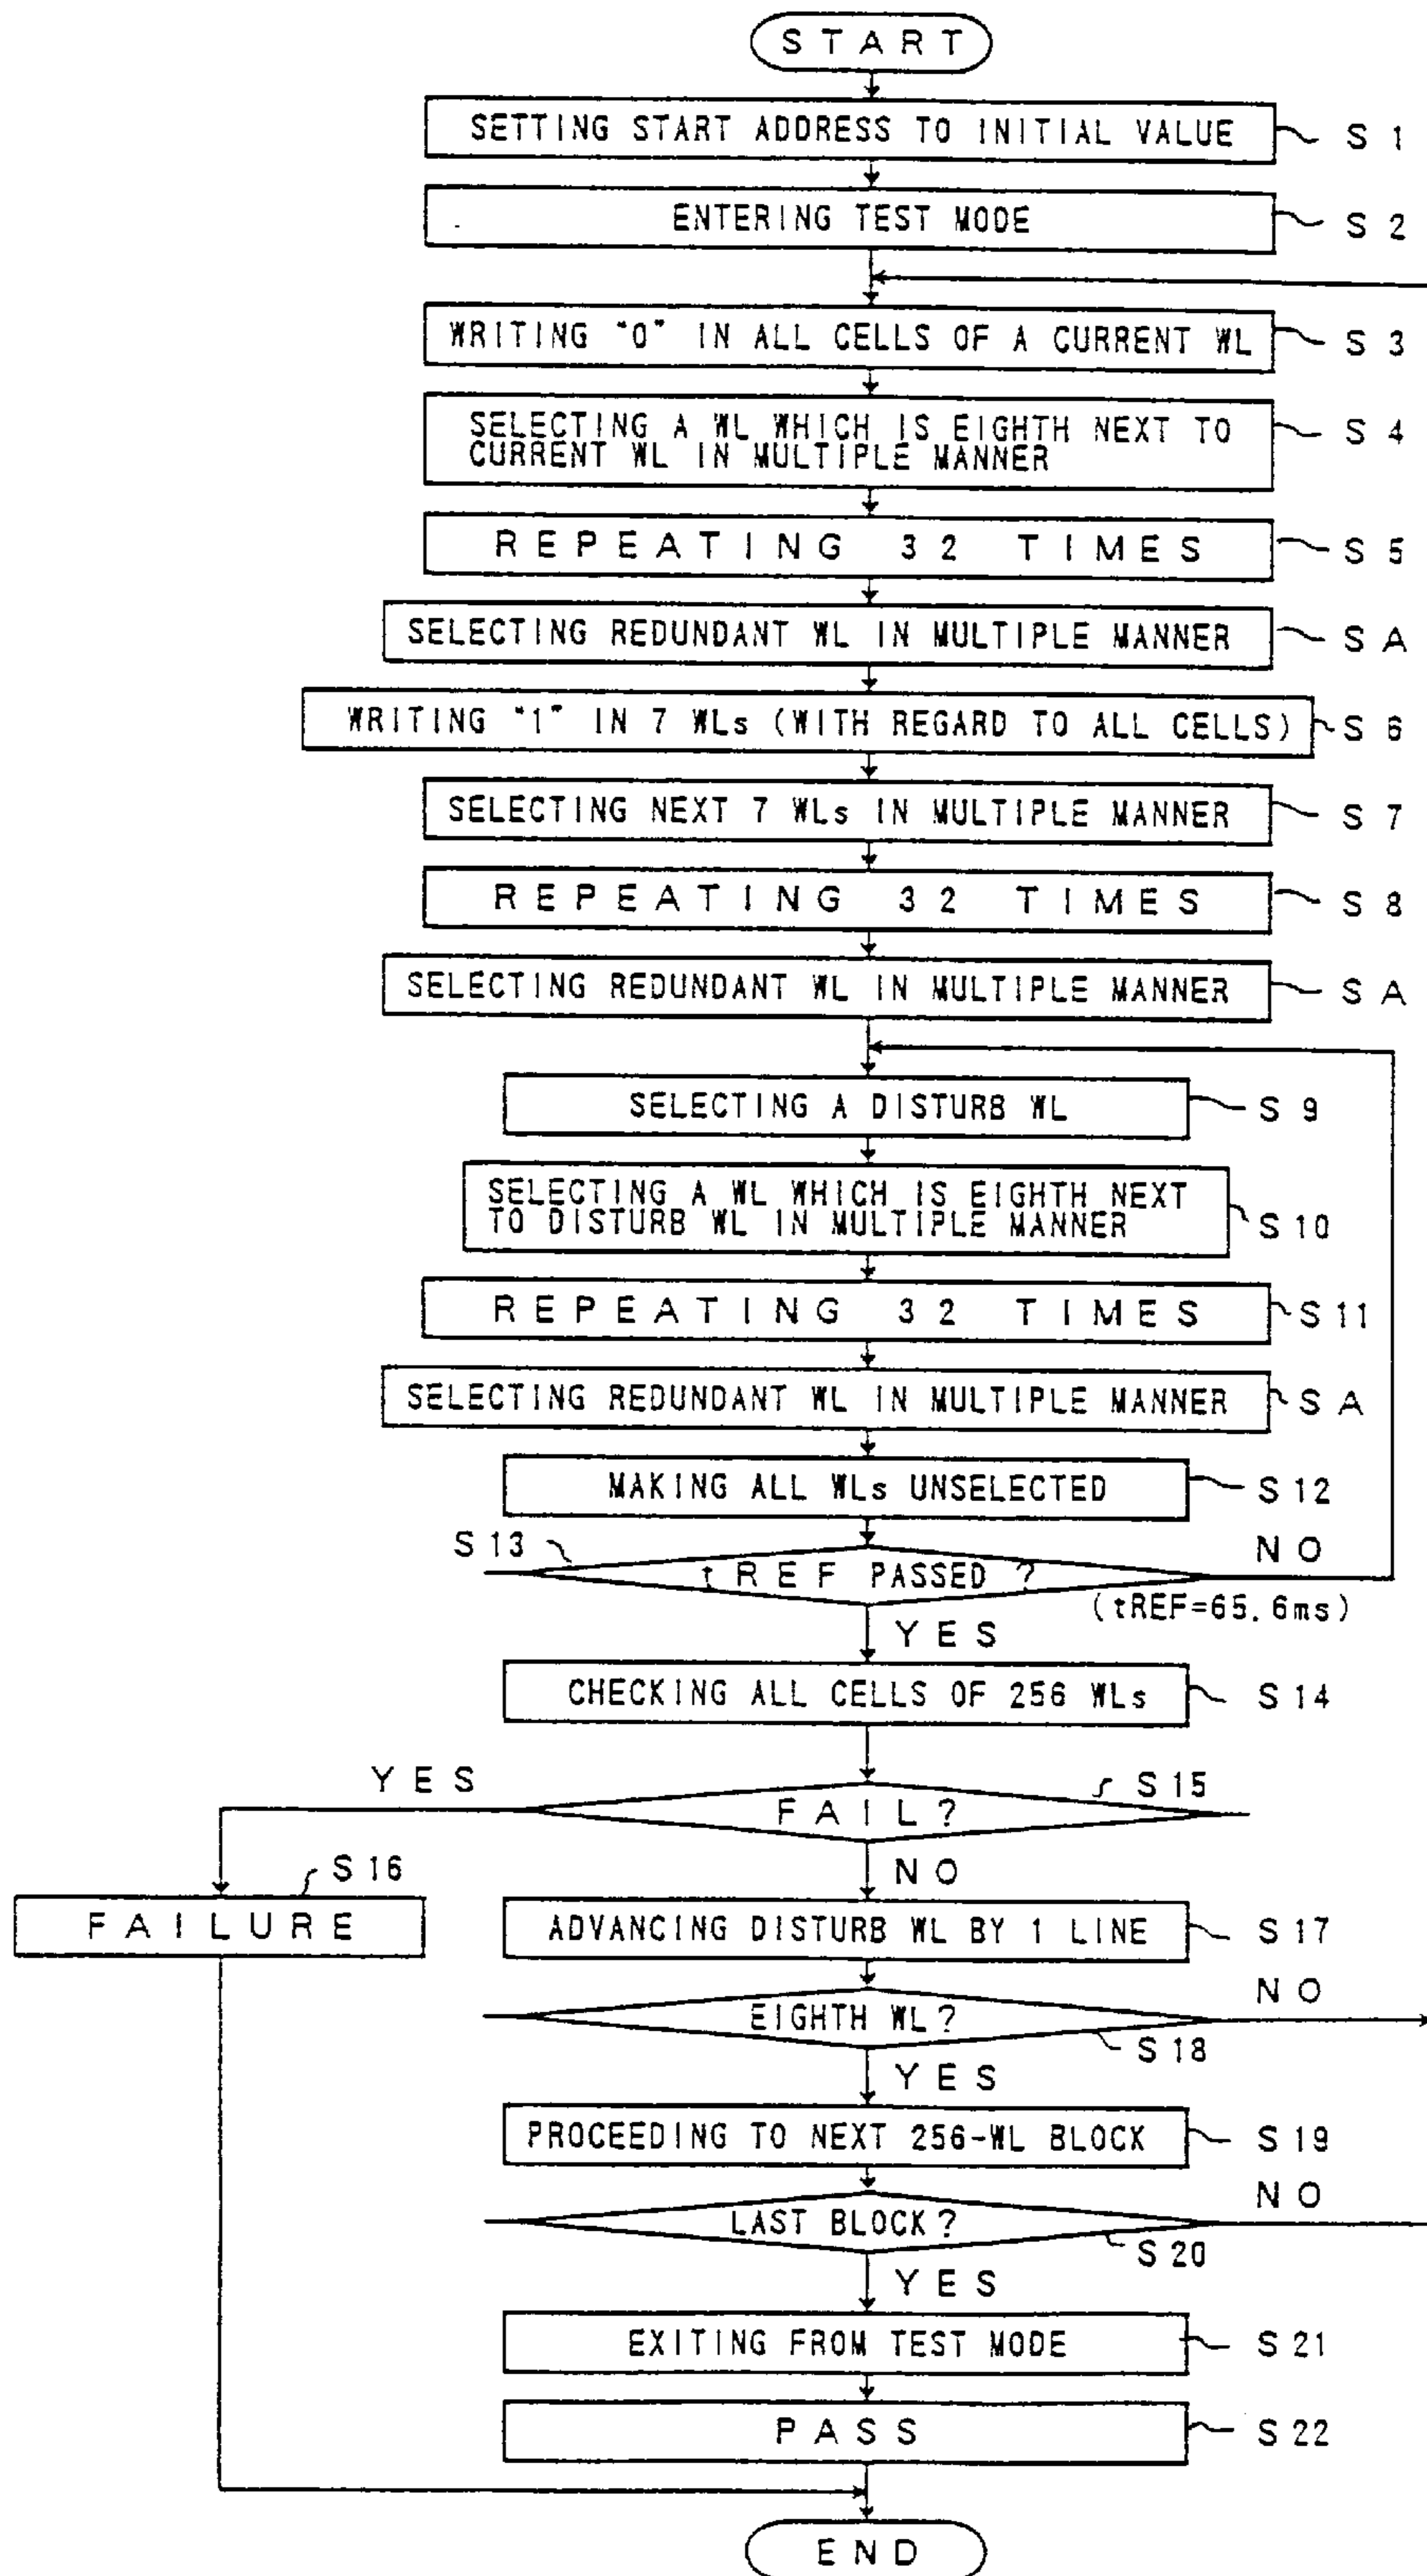 START
SETTING START ADDRESS TO INITIAL VALUE S1
ENTERING TEST MODE S2
WRITING "0" IN ALL CELLS OF A CURRENT WL S3
SELECTING A WL WHICH IS EIGHTH NEXT TO
CURRENT WL IN MULTIPLE MANNER S4
REPEATING 32 TIMES S5
SELECTING REDUNDANT WL IN MULTIPLE MANNER SA
WRITING "1" IN 7 WLs (WITH REGARD TO ALL CELLS) S6
SELECTING NEXT 7 WLs IN MULTIPLE MANNER S7
REPEATING 32 TIMES S8
SELECTING REDUNDANT WL IN MULTIPLE MANNER SA
SELECTING A DISTURB WL S9
SELECTING A WL WHICH IS EIGHTH NEXT
TO DISTURB WL IN MULTIPLE MANNER S10
REPEATING 32 TIMES S11
SELECTING REDUNDANT WL IN MULTIPLE MANNER SA
MAKING ALL WLs UNSELECTED S12
S13 NO
tREF PASSED?
(tREF=65.6ms)
YES
CHECKING ALL CELLS OF 256 WLs S14
YES S15
FAIL?
S16 NO
FAILURE ADVANCING DISTURB WL BY 1 LINE S17
NO
EIGHTH WL?
S18
YES
PROCEEDING TO NEXT 256-WL BLOCK S19
NO
LAST BLOCK?
S20
YES
EXITING FROM TEST MODE S21
PASS S22
END